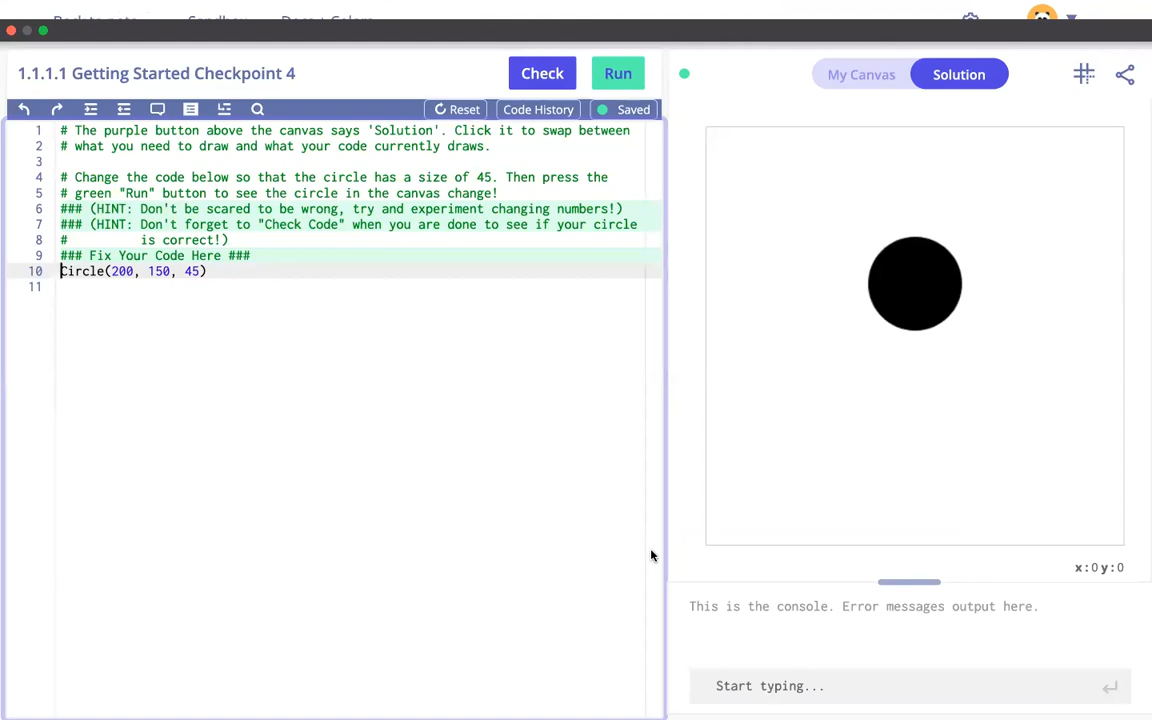 1.1.1.1 Getting Started Checkpoint 4
Check
Run
My Canvas
Solution
Reset
Code History
Saved
1 # The purple button above the canvas says 'Solution'. Click it to swap between
2 # what you need to draw and what your code currently draws.
3
4 # Change the code below so that the circle has a size of 45. Then press the
5 # green "Run" button to see the circle in the canvas change!
6 ### (HINT: Don't be scared to be wrong, try and experiment changing numbers!)
7 ### (HINT: Don't forget to "Check Code" when you are done to see if your circle
8 # is correct!)
9 ### Fix Your Code Here ###
10 Circle(200, 150, 45)
11
x:0 y:0
This is the console. Error messages output here.
Start typing...